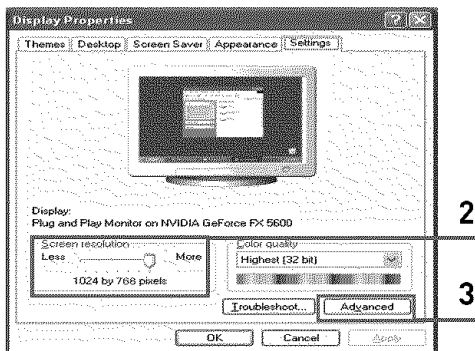 Display Properties
Themes Desktop Screen Saver Appearance Settings
Display:
Plug and Play Monitor on NVIDIA GeForce FX 5600
Screen resolution
Less More
1024 by 768 pixels
Color quality
Highest (32 bit)
2
Troubleshoot... Advanced
3
OK Cancel Apply